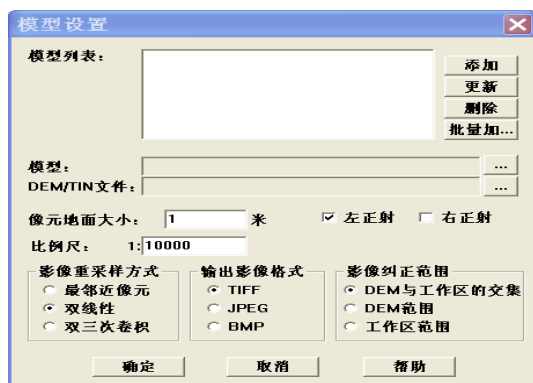 模型设置
模型列表：
添加
更新
删除
批量加...
模型：
...
DEM/TIN文件：
...
像元地面大小： 1 米 左正射 右正射
比例尺： 1:10000
影像重采样方式 输出影像格式 影像纠正范围
最邻近像元 TIFF DEM与工作区的交集
双线性 JPEG DEM范围
双三次卷积 BMP 工作区范围
确定 取消 帮助